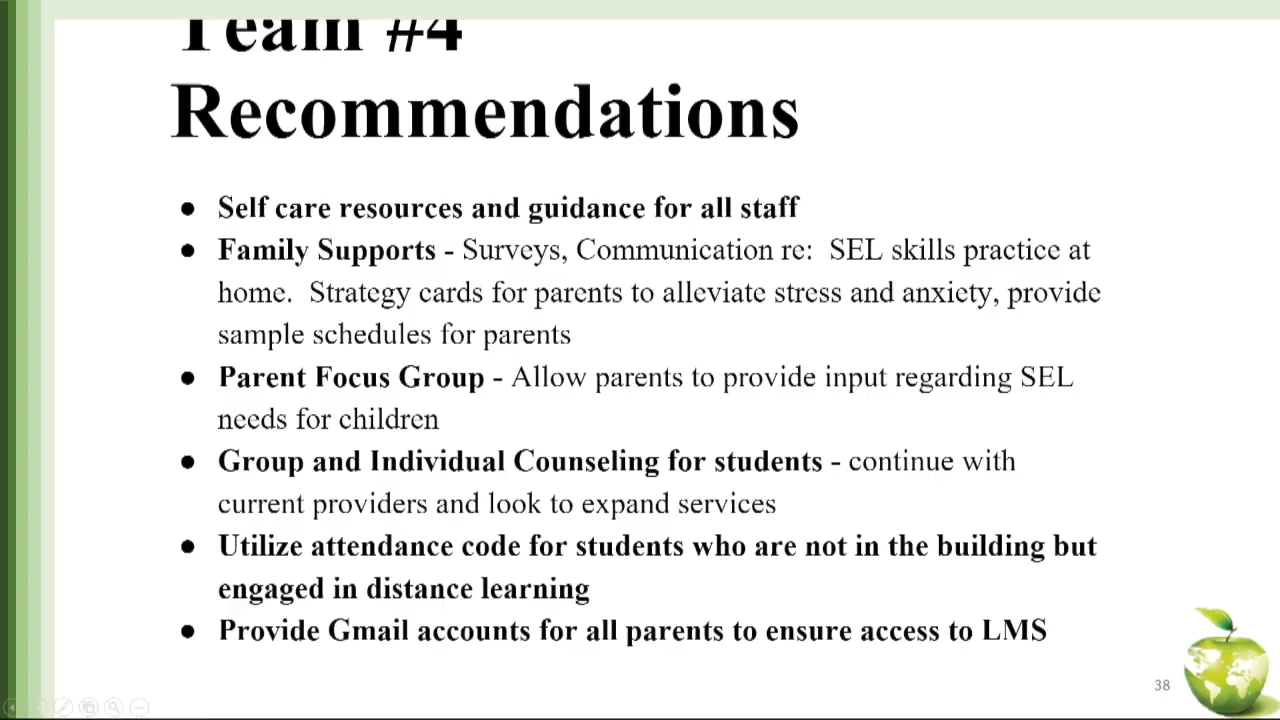 Team #4
Recommendations
● Self care resources and guidance for all staff
● Family Supports - Surveys, Communication re:  SEL skills practice at
home.  Strategy cards for parents to alleviate stress and anxiety, provide
sample schedules for parents
● Parent Focus Group - Allow parents to provide input regarding SEL
needs for children
● Group and Individual Counseling for students - continue with
current providers and look to expand services
● Utilize attendance code for students who are not in the building but
engaged in distance learning
● Provide Gmail accounts for all parents to ensure access to LMS
38